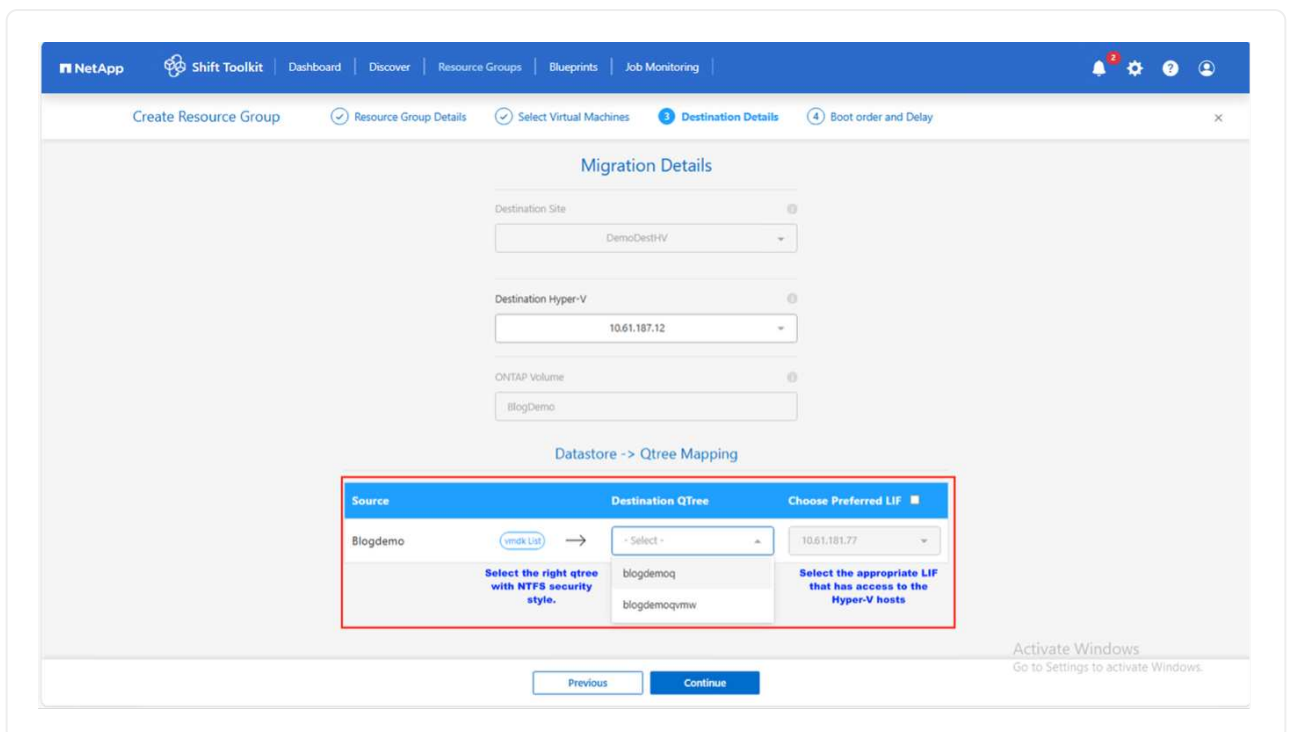 NetApp Shift Toolkit Dashboard Discover Resource Groups Blueprints Job Monitoring 2 ?
Create Resource Group Resource Group Details Select Virtual Machines 3 Destination Details 4 Boot order and Delay ×
Migration Details
Destination Site
DemoDestHV
Destination Hyper-V
10.61.187.12
ONTAP Volume
BlogDemo
Datastore -> Qtree Mapping
Source Destination QTree Choose Preferred LIF
Blogdemo vmdk List → - Select - 10.61.181.77
Select the right qtree
with NTFS security
style.
blogdemoq
blogdemoqvmw
Select the appropriate LIF
that has access to the
Hyper-V hosts
Activate Windows
Go to Settings to activate Windows.
Previous Continue